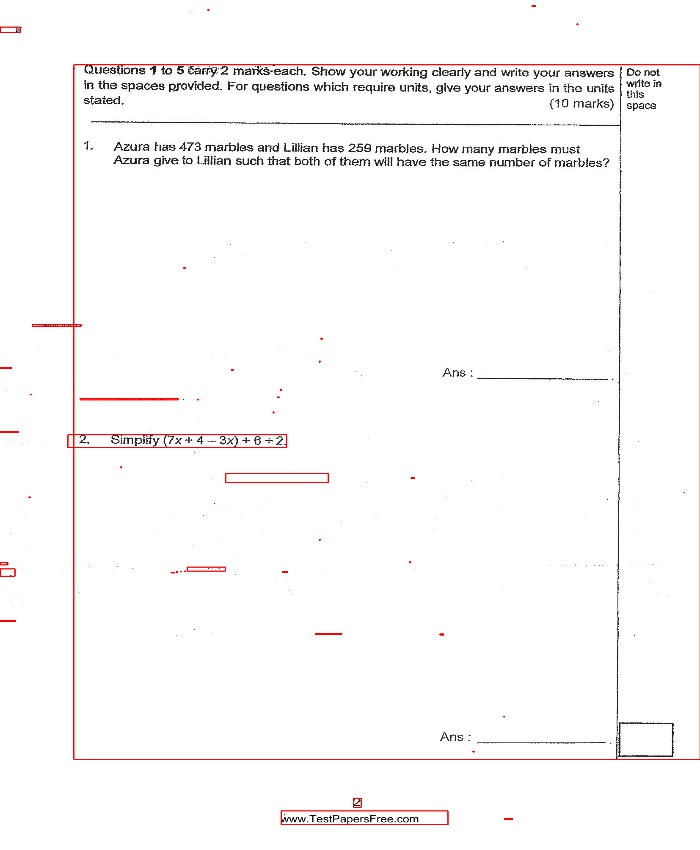 Questions 1 to 5 carry 2 marks each. Show your working clearly and write your answers
in the spaces provided. For questions which require units, give your answers in the units
stated. (10 marks)
Do not
write in
this
space
1. Azura has 473 marbles and Lillian has 259 marbles. How many marbles must
Azura give to Lillian such that both of them will have the same number of marbles?
Ans : ____________ .
2. Simplify (7x + 4 – 3x) + 6 ÷ 2.
Ans : ____________ .
2
www.TestPapersFree.com